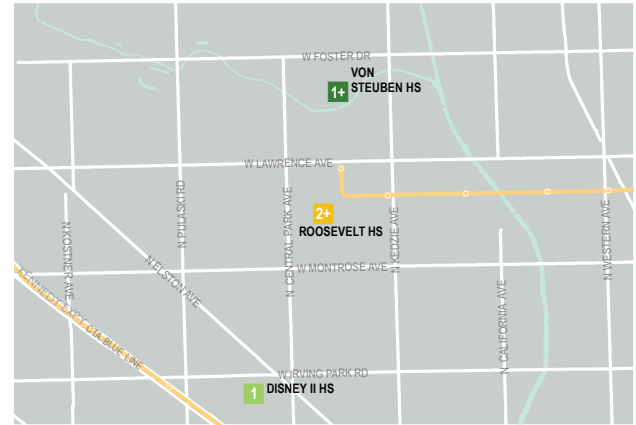 W FOSTER DR
VON
STEUBEN HS
1+
W LAWRENCE AVE
N PULASKI RD
N CENTRAL PARK AVE
2+
ROOSEVELT HS
N KEDZIE AVE
N KOSTNER AVE
N ELSTON AVE
W MONTROSE AVE
N WESTERN AVE
KENNEDY EXPY
CTA BLUE LINE
N CALIFORNIA AVE
W IRVING PARK RD
1
DISNEY II HS